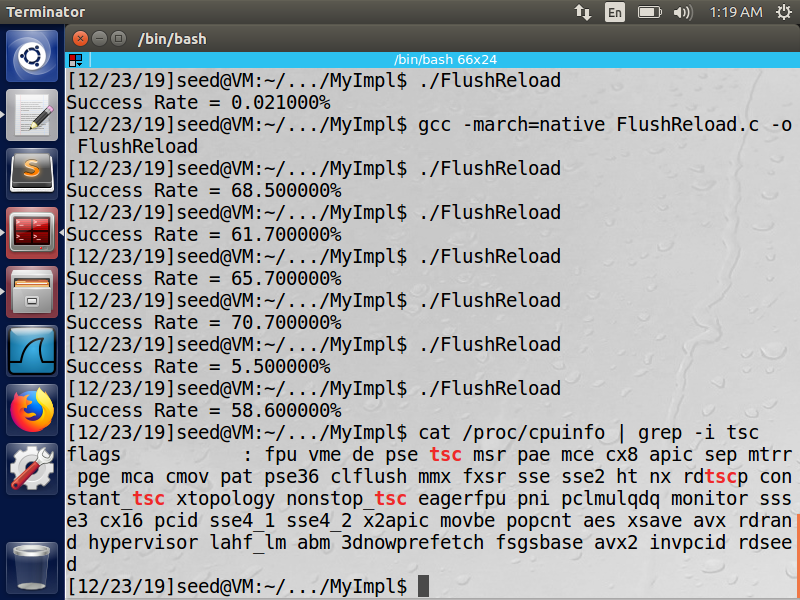 Terminator
En
1:19 AM
/bin/bash
/bin/bash 66x24
[12/23/19]seed@VM:~/.../MyImpl$ ./FlushReload
Success Rate = 0.021000%
[12/23/19]seed@VM:~/.../MyImpl$ gcc -march=native FlushReload.c -o
 FlushReload
[12/23/19]seed@VM:~/.../MyImpl$ ./FlushReload
Success Rate = 68.500000%
[12/23/19]seed@VM:~/.../MyImpl$ ./FlushReload
Success Rate = 61.700000%
[12/23/19]seed@VM:~/.../MyImpl$ ./FlushReload
Success Rate = 65.700000%
[12/23/19]seed@VM:~/.../MyImpl$ ./FlushReload
Success Rate = 70.700000%
[12/23/19]seed@VM:~/.../MyImpl$ ./FlushReload
Success Rate = 5.500000%
[12/23/19]seed@VM:~/.../MyImpl$ ./FlushReload
Success Rate = 58.600000%
[12/23/19]seed@VM:~/.../MyImpl$ cat /proc/cpuinfo | grep -i tsc
flags           : fpu vme de pse tsc msr pae mce cx8 apic sep mtrr
 pge mca cmov pat pse36 clflush mmx fxsr sse sse2 ht nx rdtscp con
stant_tsc xtopology nonstop_tsc eagerfpu pni pclmulqdq monitor sss
e3 cx16 pcid sse4_1 sse4_2 x2apic movbe popcnt aes xsave avx rdran
d hypervisor lahf_lm abm 3dnowprefetch fsgsbase avx2 invpcid rdsee
d
[12/23/19]seed@VM:~/.../MyImpl$